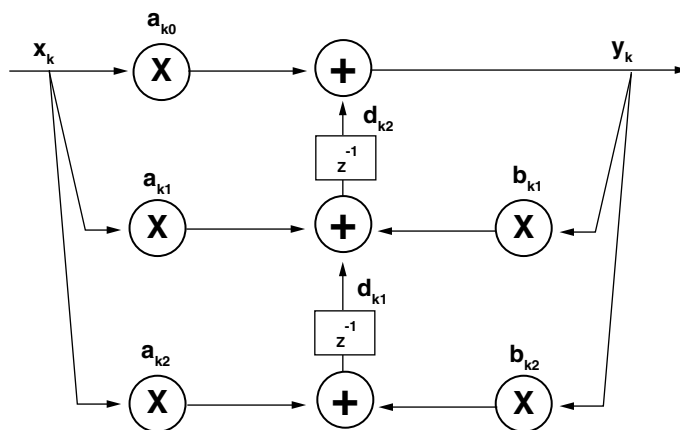 x_k a_k0 y_k
X +
d_k2
z^-1
a_k1 b_k1
X + X
d_k1
z^-1
a_k2 b_k2
X + X